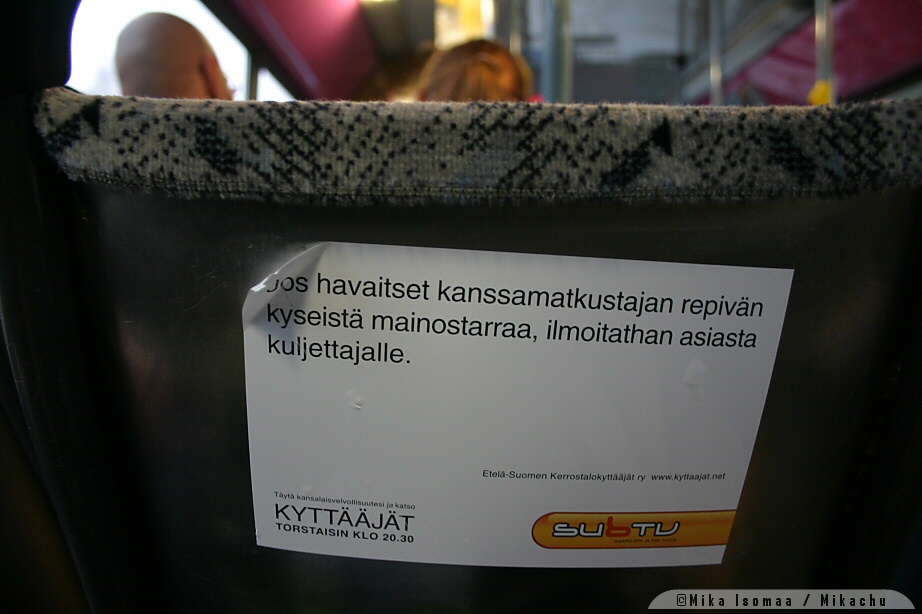 Jos havaitset kanssamatkustajan repivän
kyseistä mainostarraa, ilmoitathan asiasta
kuljettajalle.
Etelä-Suomen Kerrostalokyttääjät ry www.kyttaajat.net
Täytä kansalaisvelvollisuutesi ja katso
KYTTÄÄJÄT
TORSTAISIN KLO 20.30
subtv
©Mika Isomaa / Mikachu